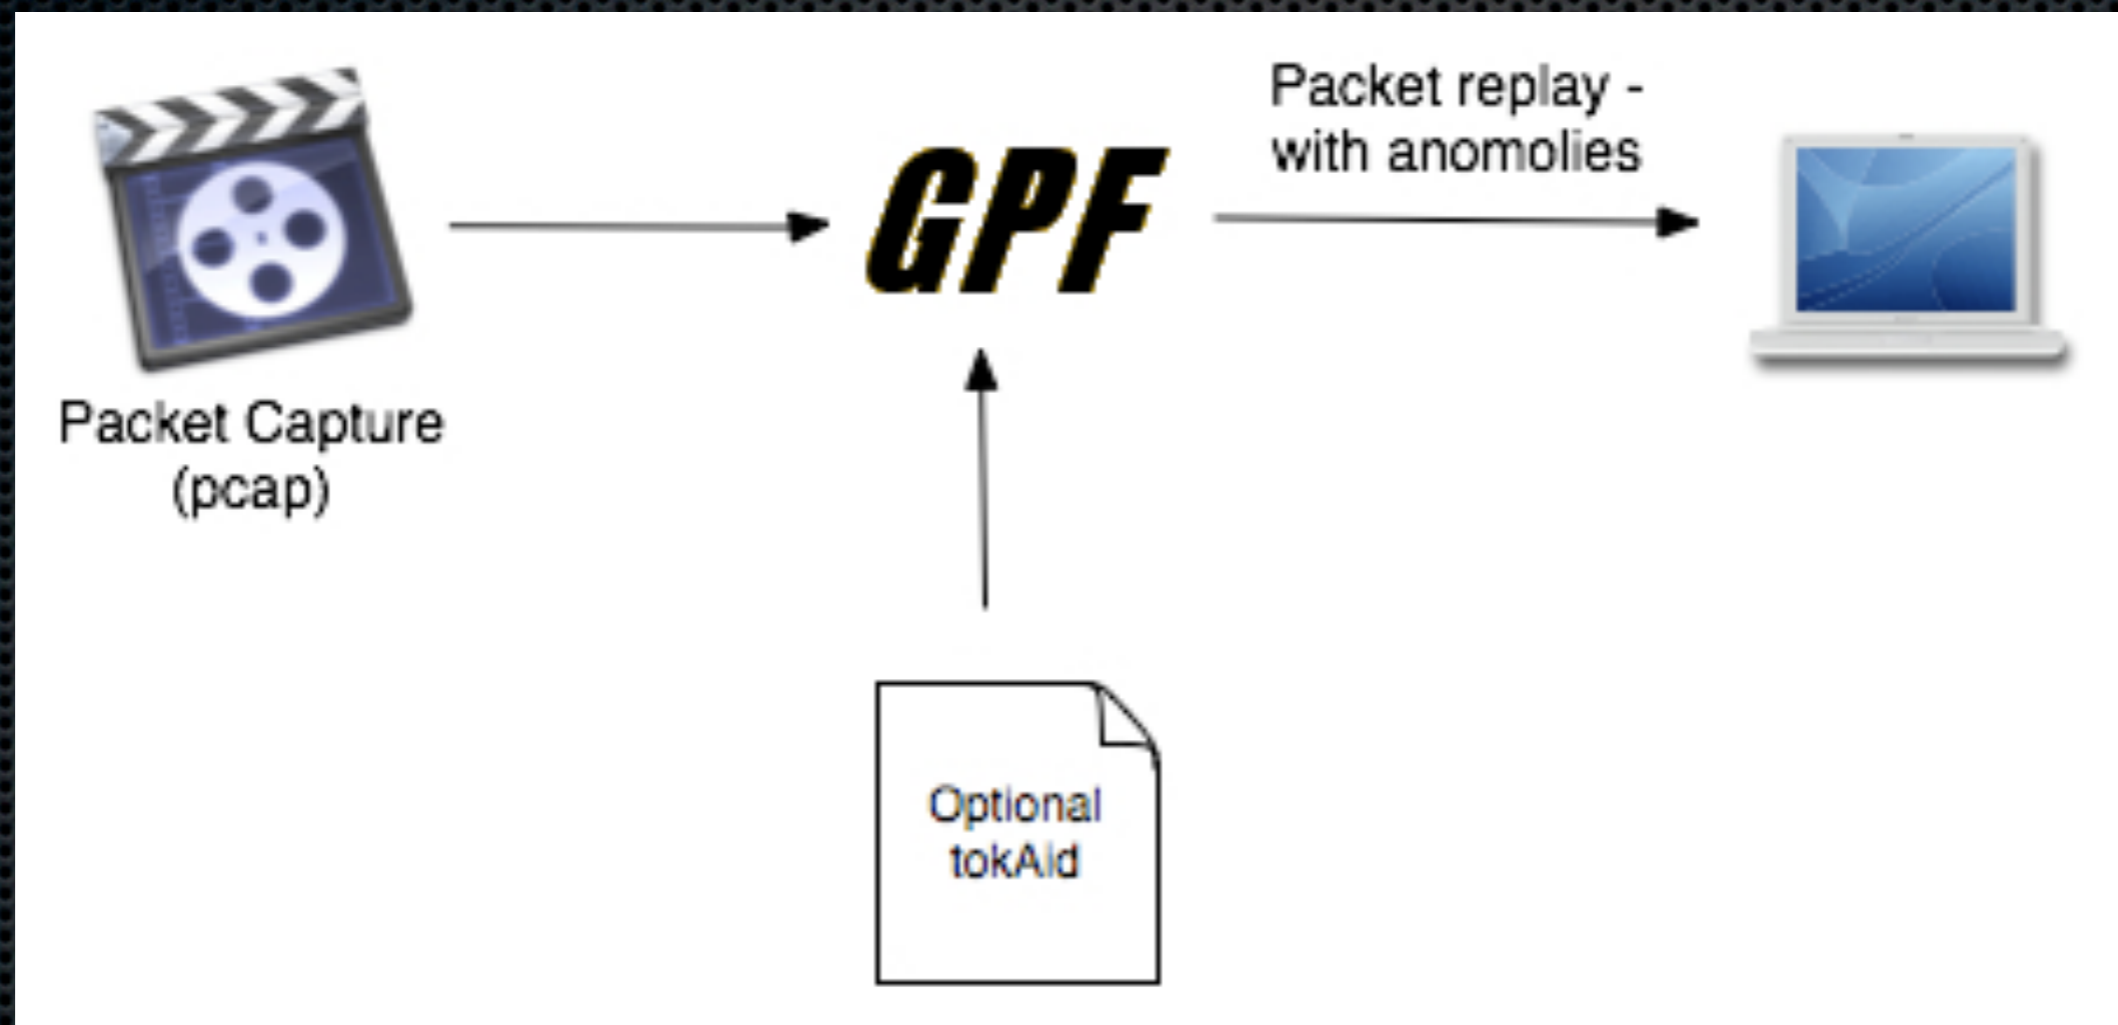 Packet Capture
(pcap)
GPF
Packet replay -
with anomolies
Optional
tokAid